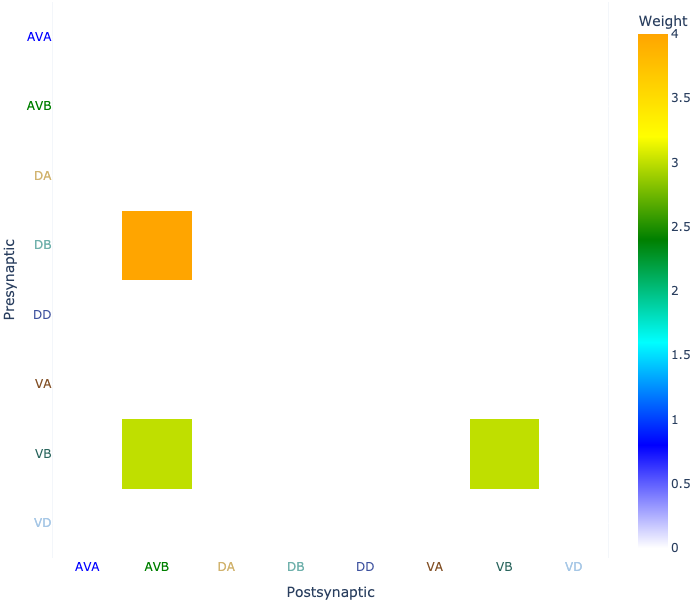 Weight
AVA
AVB
DA
DB
DD
VA
VB
VD
Presynaptic
4
3.5
3
2.5
2
1.5
1
0.5
0
AVA AVB DA DB DD VA VB VD
Postsynaptic